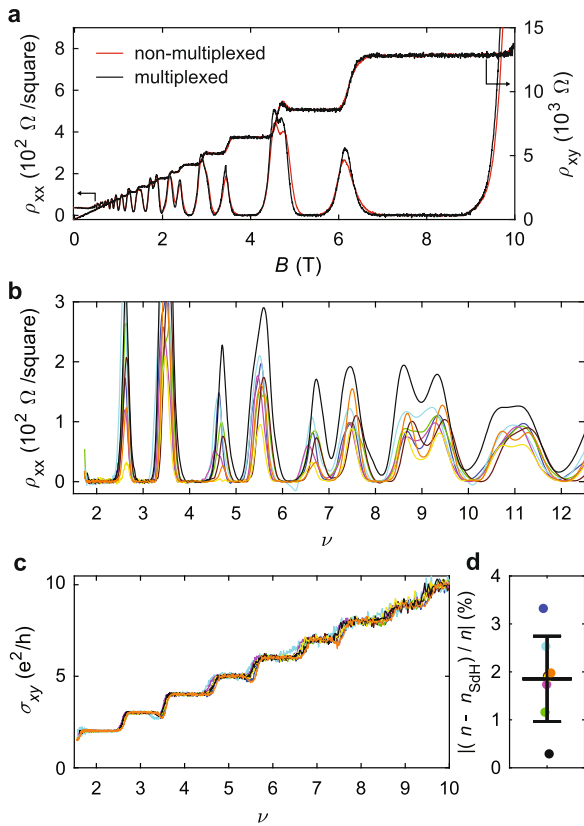 a
8
6
4
2
0
ρxx (10² Ω /square)
non-multiplexed
multiplexed
15
10
5
0
ρxy (10³ Ω)
0 2 4 6 8 10
B (T)
b
3
2
1
0
ρxx (10² Ω /square)
2 3 4 5 6 7 8 9 10 11 12
ν
c
10
5
0
σxy (e²/h)
2 3 4 5 6 7 8 9 10
ν
d
4
3
2
1
0
|(n - nSdH) / n| (%)